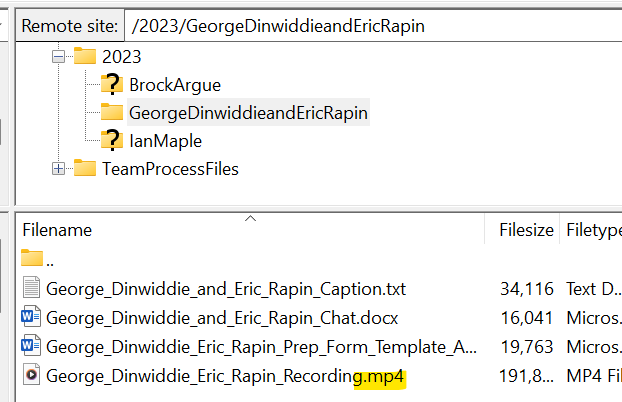 Remote site: /2023/GeorgeDinwiddieandEricRapin
2023
? BrockArgue
GeorgeDinwiddieandEricRapin
? IanMaple
TeamProcessFiles
Filename Filesize Filetype
..
George_Dinwiddie_and_Eric_Rapin_Caption.txt 34,116 Text D...
George_Dinwiddie_and_Eric_Rapin_Chat.docx 16,041 Micros...
George_Dinwiddie_Eric_Rapin_Prep_Form_Template_A... 19,763 Micros...
George_Dinwiddie_Eric_Rapin_Recording.mp4 191,8... MP4 Fil